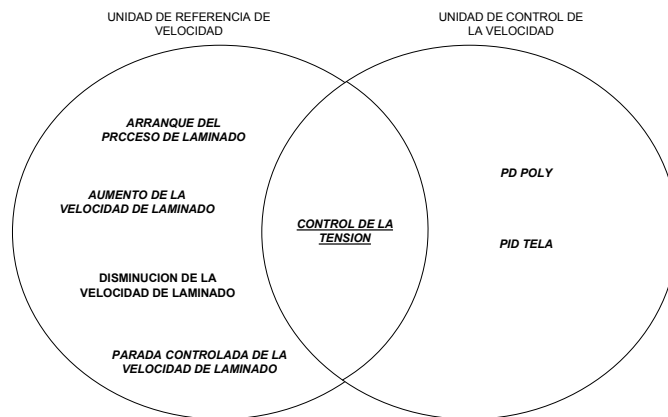 UNIDAD DE REFERENCIA DE
VELOCIDAD
UNIDAD DE CONTROL DE
LA VELOCIDAD
ARRANQUE DEL
PRCCESO DE LAMINADO
AUMENTO DE LA
VELOCIDAD DE LAMINADO
DISMINUCION DE LA
VELOCIDAD DE LAMINADO
PARADA CONTROLADA DE LA
VELOCIDAD DE LAMINADO
CONTROL DE LA
TENSION
PD POLY
PID TELA